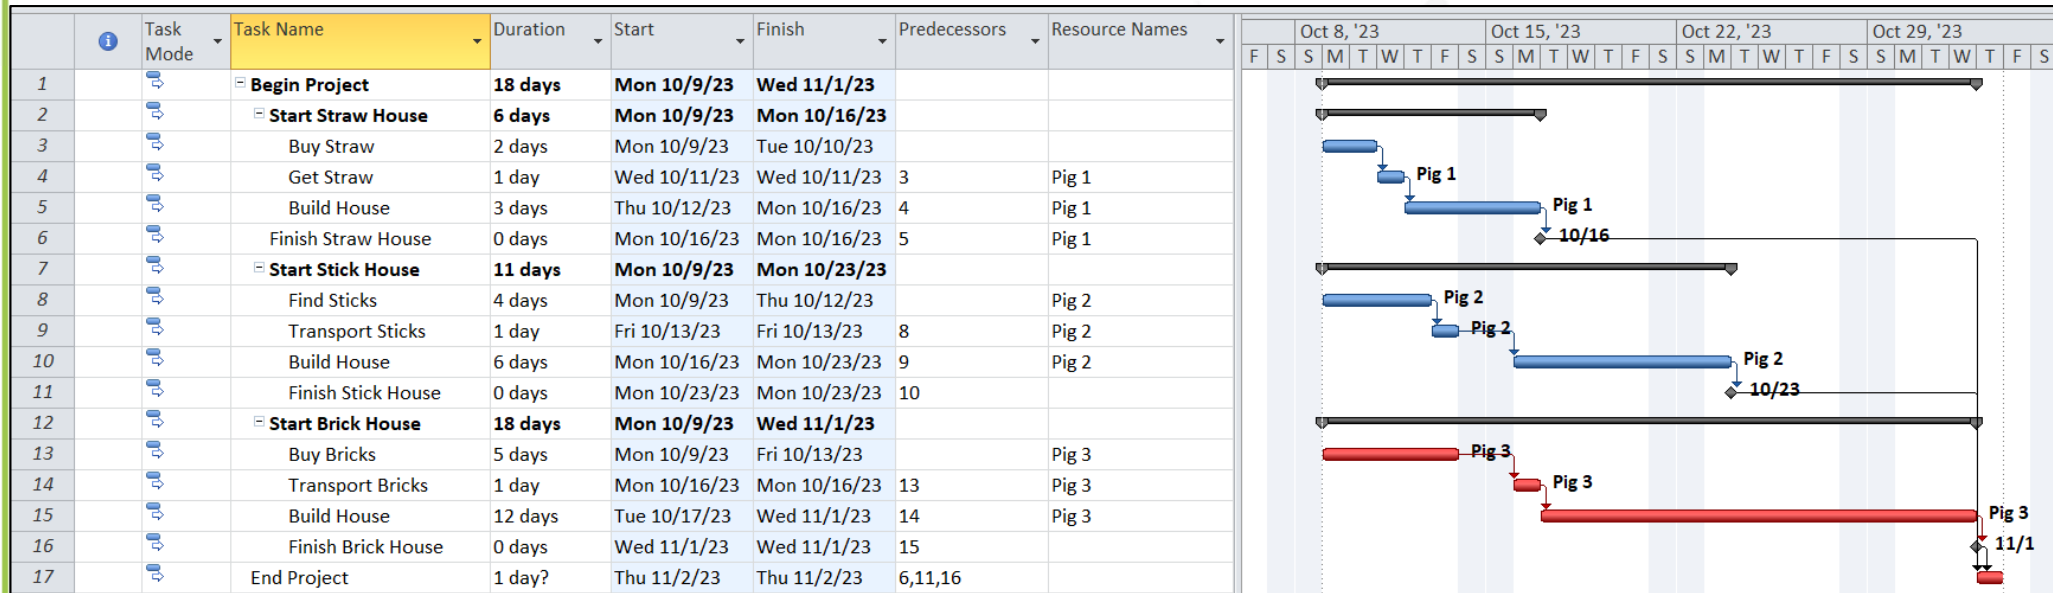 Task Mode Task Name Duration Start Finish Predecessors Resource Names Oct 8, '23 Oct 15, '23 Oct 22, '23 Oct 29, '23
F S S M T W T F S S M T W T F S S M T W T F S S M T W T F S
1 Begin Project 18 days Mon 10/9/23 Wed 11/1/23
2 Start Straw House 6 days Mon 10/9/23 Mon 10/16/23
3 Buy Straw 2 days Mon 10/9/23 Tue 10/10/23
4 Get Straw 1 day Wed 10/11/23 Wed 10/11/23 3 Pig 1 Pig 1
5 Build House 3 days Thu 10/12/23 Mon 10/16/23 4 Pig 1 Pig 1
6 Finish Straw House 0 days Mon 10/16/23 Mon 10/16/23 5 Pig 1 10/16
7 Start Stick House 11 days Mon 10/9/23 Mon 10/23/23
8 Find Sticks 4 days Mon 10/9/23 Thu 10/12/23 Pig 2 Pig 2
9 Transport Sticks 1 day Fri 10/13/23 Fri 10/13/23 8 Pig 2 Pig 2
10 Build House 6 days Mon 10/16/23 Mon 10/23/23 9 Pig 2 Pig 2
11 Finish Stick House 0 days Mon 10/23/23 Mon 10/23/23 10 10/23
12 Start Brick House 18 days Mon 10/9/23 Wed 11/1/23
13 Buy Bricks 5 days Mon 10/9/23 Fri 10/13/23 Pig 3 Pig 3
14 Transport Bricks 1 day Mon 10/16/23 Mon 10/16/23 13 Pig 3 Pig 3
15 Build House 12 days Tue 10/17/23 Wed 11/1/23 14 Pig 3 Pig 3
16 Finish Brick House 0 days Wed 11/1/23 Wed 11/1/23 15 11/1
17 End Project 1 day? Thu 11/2/23 Thu 11/2/23 6,11,16